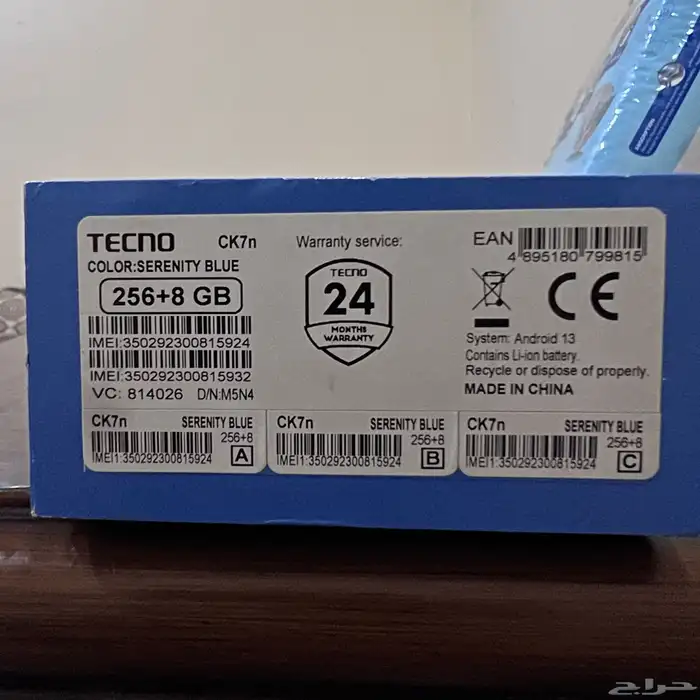 TECNO CK7n
COLOR:SERENITY BLUE
256+8 GB
IMEI:350292300815924
IMEI:350292300815932
VC: 814026 D/N:M5N4
Warranty service:
TECNO
24
MONTHS
WARRANTY
EAN
4 895180 799815
CE
System: Android 13
Contains Li-ion battery.
Recycle or dispose of properly.
MADE IN CHINA
CK7n SERENITY BLUE
256+8
IMEI1:350292300815924 A
CK7n SERENITY BLUE
256+8
IMEI1:350292300815924 B
CK7n SERENITY BLUE
256+8
IMEI1:350292300815924 C
حراج